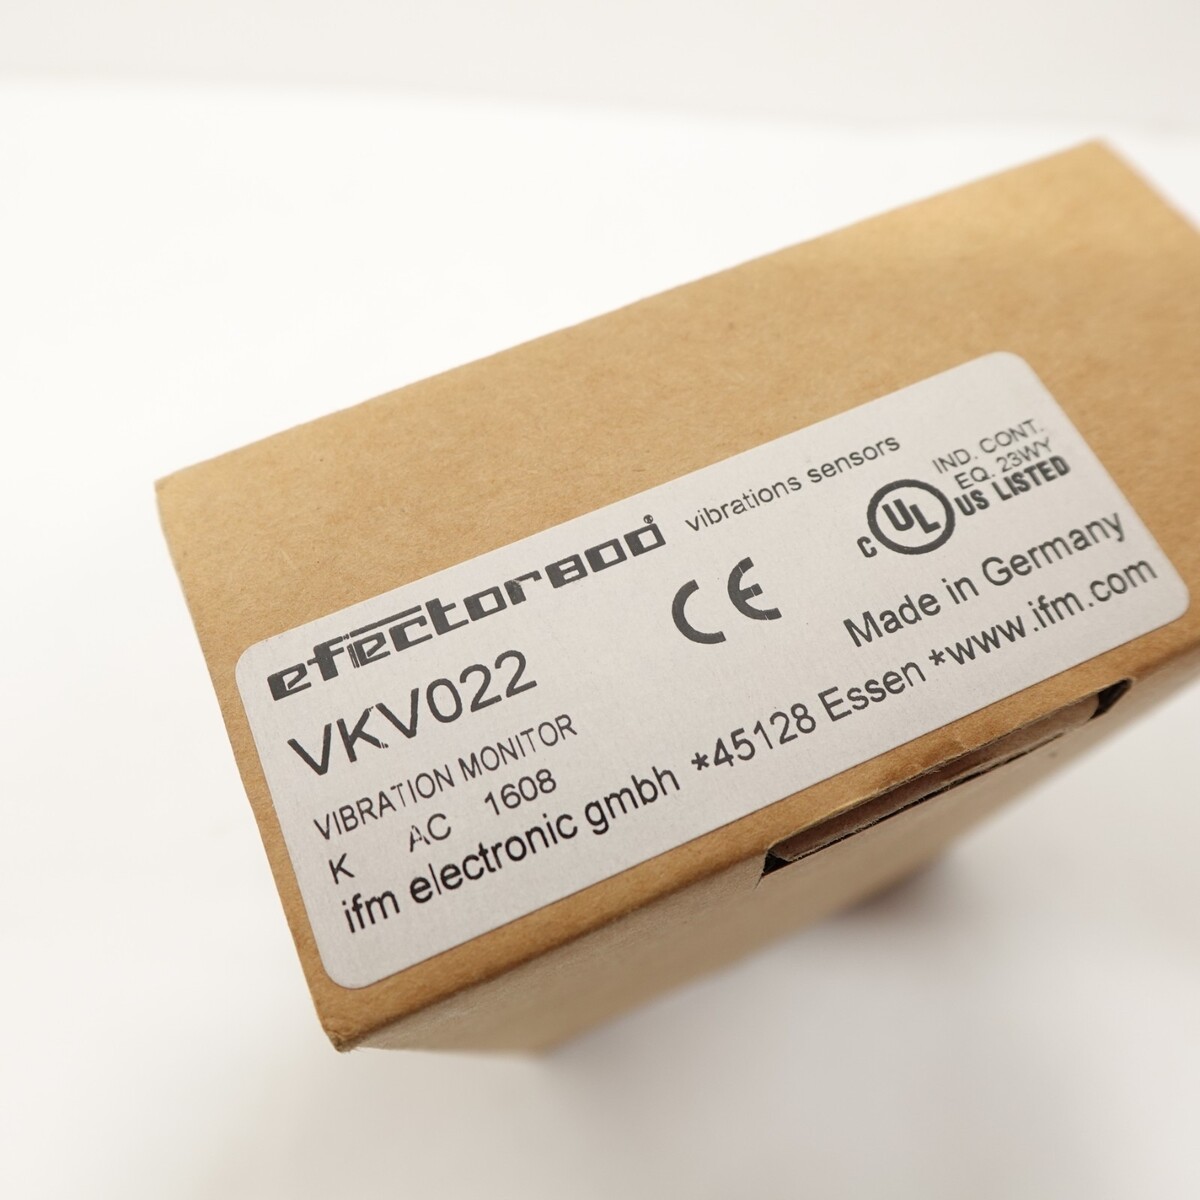 efector800® vibrations sensors
IND. CONT.
EQ. 23WY
C UL US LISTED
VKV022
CE
Made in Germany
VIBRATION MONITOR
K AC 1608
ifm electronic gmbh *45128 Essen *www.ifm.com